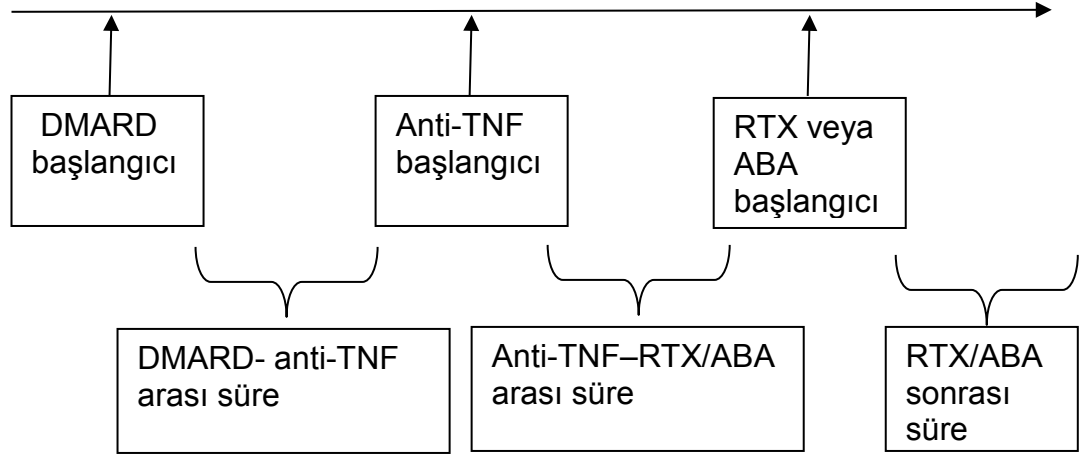 DMARD
başlangıcı
Anti-TNF
başlangıcı
RTX veya
ABA
başlangıcı
DMARD- anti-TNF
arası süre
Anti-TNF–RTX/ABA
arası süre
RTX/ABA
sonrası
süre